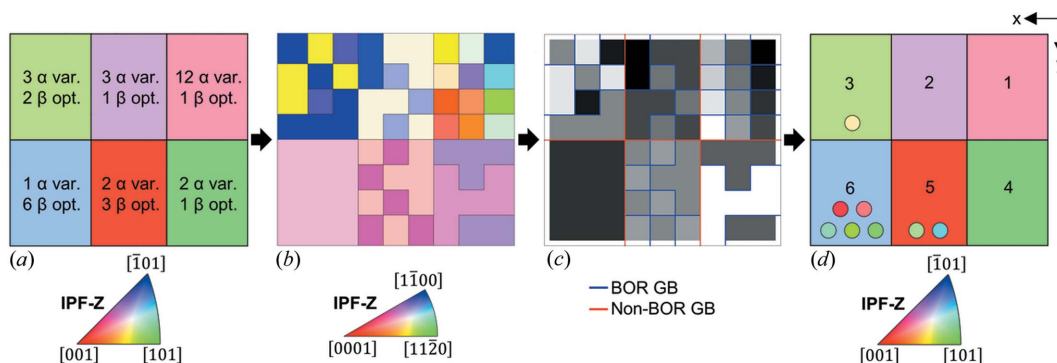 x
3 α var.
2 β opt.
3 α var.
1 β opt.
12 α var.
1 β opt.
1 α var.
6 β opt.
2 α var.
3 β opt.
2 α var.
1 β opt.
3
2
1
6
5
4
(a)
(b)
(c)
(d)
[1̄01]
IPF-Z
[001]
[101]
[11̄00]
IPF-Z
[0001]
[112̄0]
BOR GB
Non-BOR GB
[1̄01]
IPF-Z
[001]
[101]